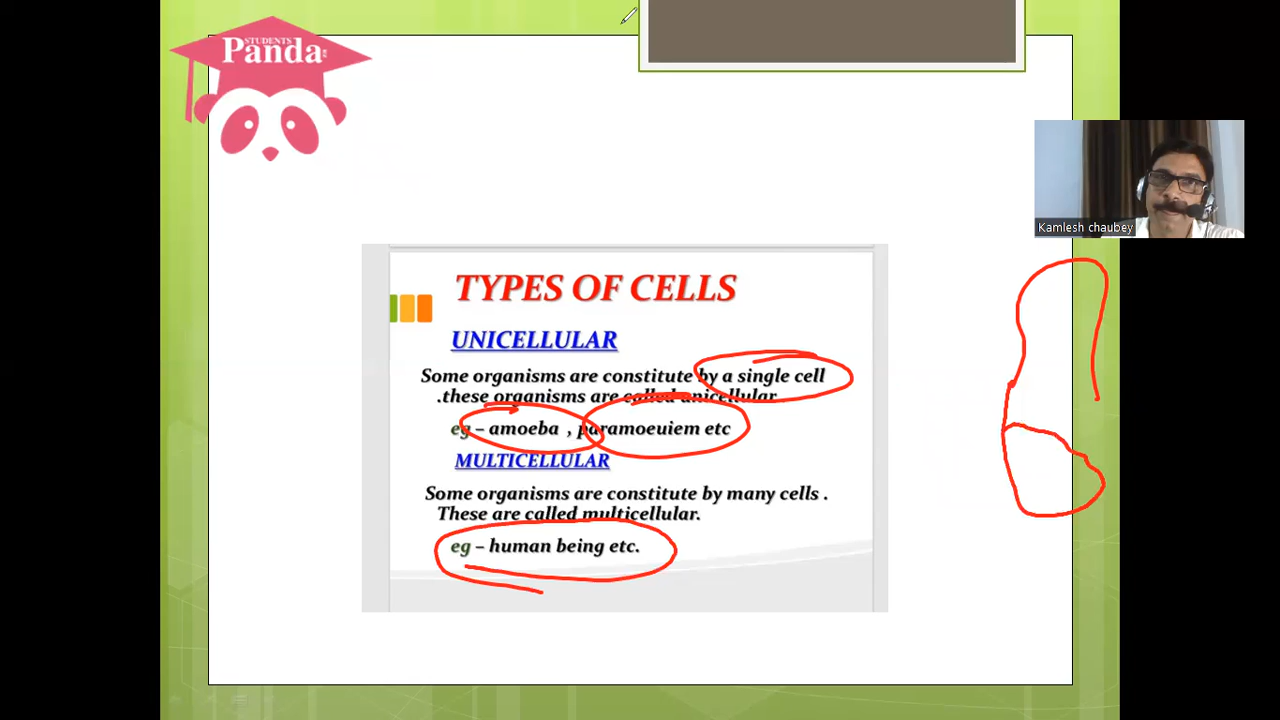 STUDENTS
Panda
Kamlesh chaubey
TYPES OF CELLS
UNICELLULAR
Some organisms are constitute by a single cell
.these organisms are called unicellular
eg – amoeba , paramoeuiem etc
MULTICELLULAR
Some organisms are constitute by many cells .
These are called multicellular.
eg – human being etc.